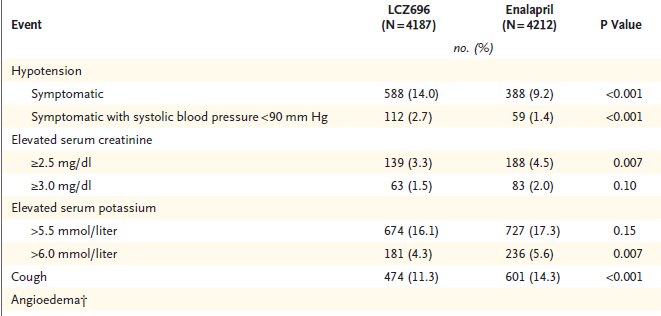 Event LCZ696 (N=4187) Enalapril (N=4212) P Value
no. (%)
Hypotension
Symptomatic 588 (14.0) 388 (9.2) <0.001
Symptomatic with systolic blood pressure <90 mm Hg 112 (2.7) 59 (1.4) <0.001
Elevated serum creatinine
≥2.5 mg/dl 139 (3.3) 188 (4.5) 0.007
≥3.0 mg/dl 63 (1.5) 83 (2.0) 0.10
Elevated serum potassium
>5.5 mmol/liter 674 (16.1) 727 (17.3) 0.15
>6.0 mmol/liter 181 (4.3) 236 (5.6) 0.007
Cough 474 (11.3) 601 (14.3) <0.001
Angioedema†